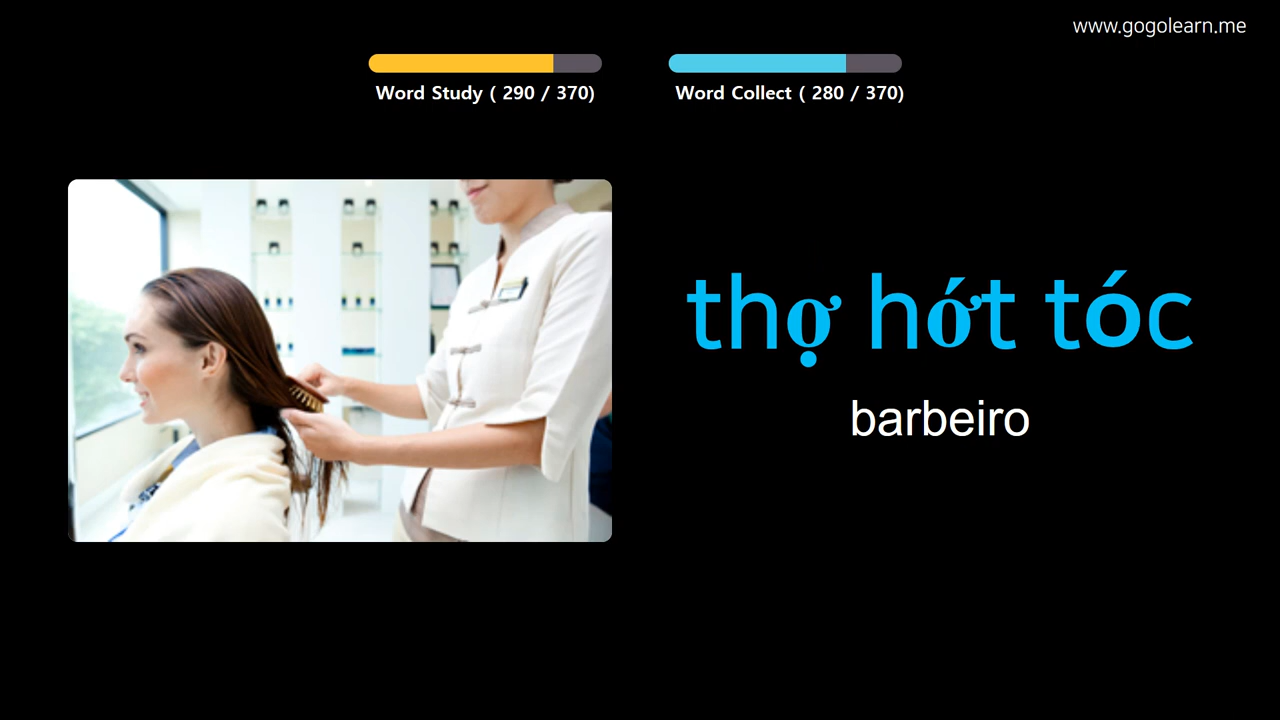 www.gogolearn.me
Word Study ( 290 / 370)
Word Collect ( 280 / 370)
thợ hớt tóc
barbeiro